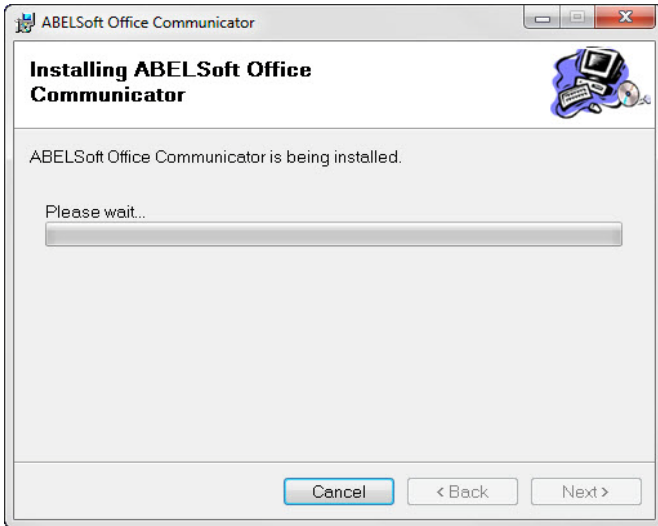 ABELSoft Office Communicator
Installing ABELSoft Office
Communicator
ABELSoft Office Communicator is being installed.
Please wait...
Cancel
< Back
Next >